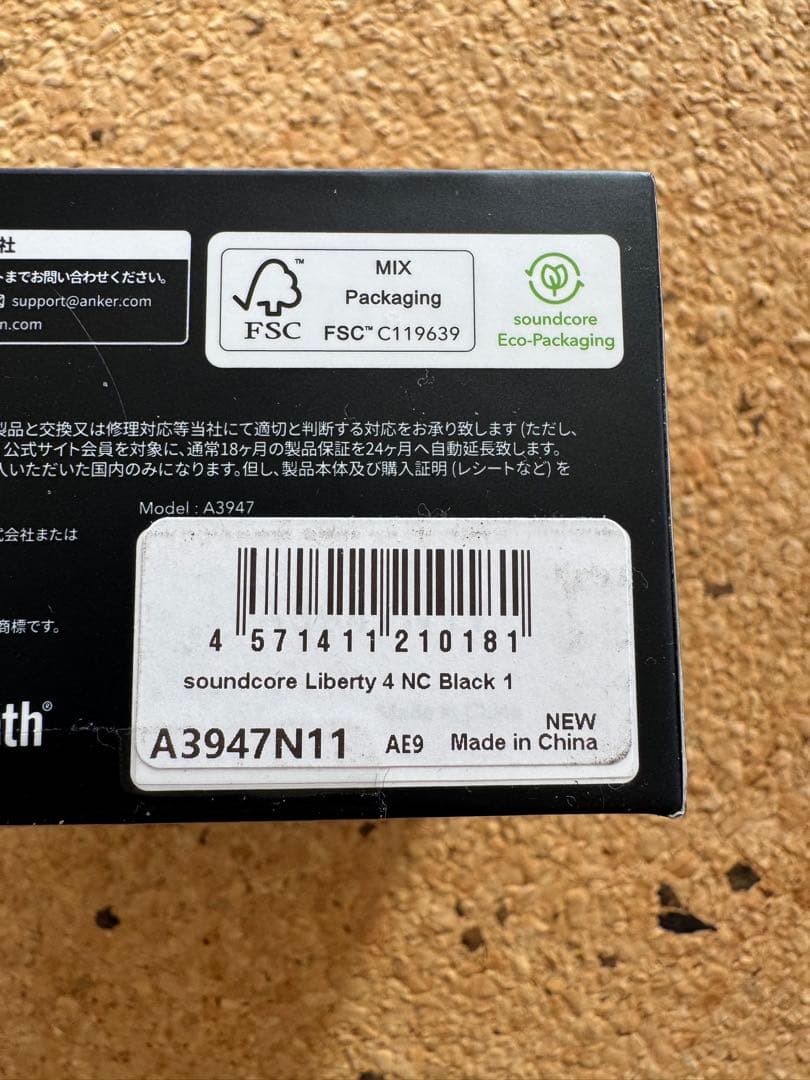 社
までお問い合わせください。
support@anker.com
n.com
FSC™
MIX
Packaging
FSC™ C119639
soundcore
Eco-Packaging
製品と交換又は修理対応等当社にて適切と判断する対応をお承り致します (ただし、
公式サイト会員を対象に、通常18ヶ月の製品保証を24ヶ月へ自動延長致します。
入いただいた国内のみになります。但し、製品本体及び購入証明 (レシートなど) を
Model : A3947
式会社または
商標です。
th®
4 571411 210181
soundcore Liberty 4 NC Black 1
NEW
A3947N11 AE9 Made in China